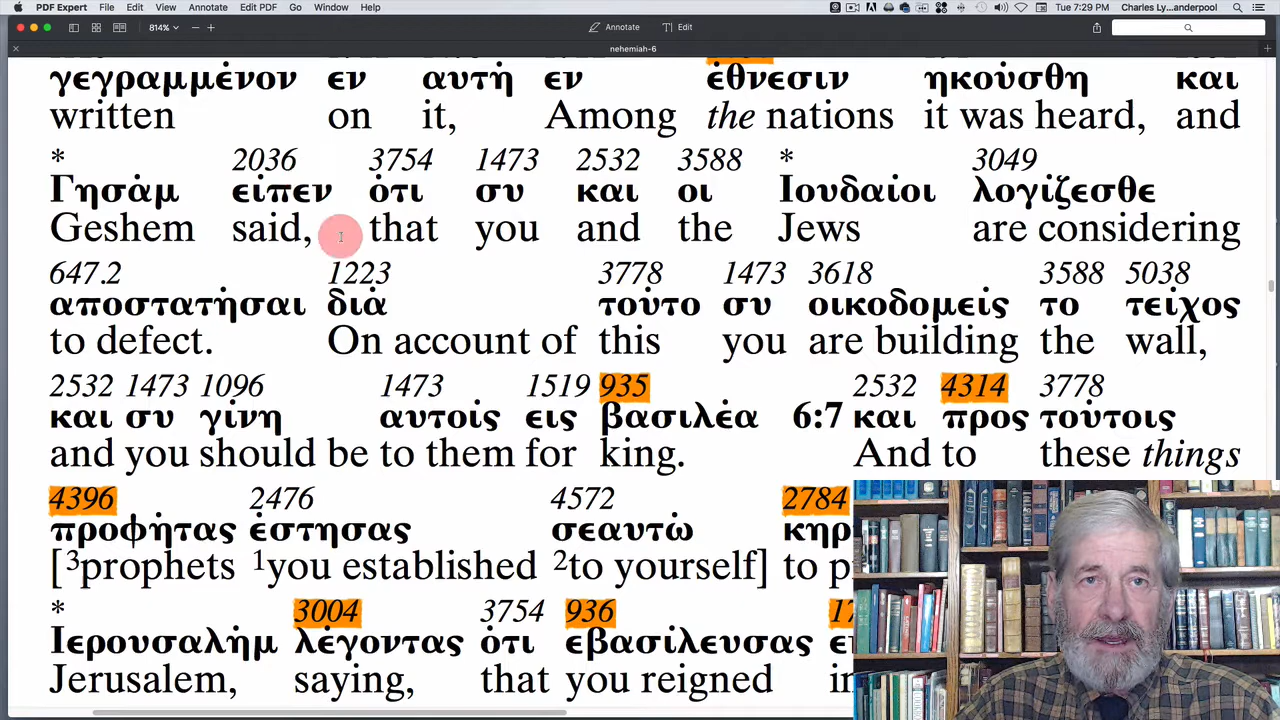 PDF Expert File Edit View Annotate Edit PDF Go Window Help Tue 7:29 PM Charles Ly...anderpool
814% Annotate Edit
nehemiah-6
γεγραμμένον εν αυτή εν έθνεσιν ηκούσθη και
written on it, Among the nations it was heard, and
* 2036 3754 1473 2532 3588 * 3049
Γησάμ είπεν ότι συ και οι Ιουδαίοι λογίζεσθε
Geshem said, that you and the Jews are considering
647.2 1223 3778 1473 3618 3588 5038
αποστατήσαι διά τούτο συ οικοδομείς το τείχος
to defect. On account of this you are building the wall,
2532 1473 1096 1473 1519 935 2532 4314 3778
και συ γίνη αυτοίς εις βασιλέα 6:7 και προς τούτοις
and you should be to them for king. And to these things
4396 2476 4572 2784
προφήτας έστησας σεαυτώ
[³prophets ¹you established ²to yourself] to
* 3004 3754 936
Ιερουσαλήμ λέγοντας ότι εβασίλευσας
Jerusalem, saying, that you reigned